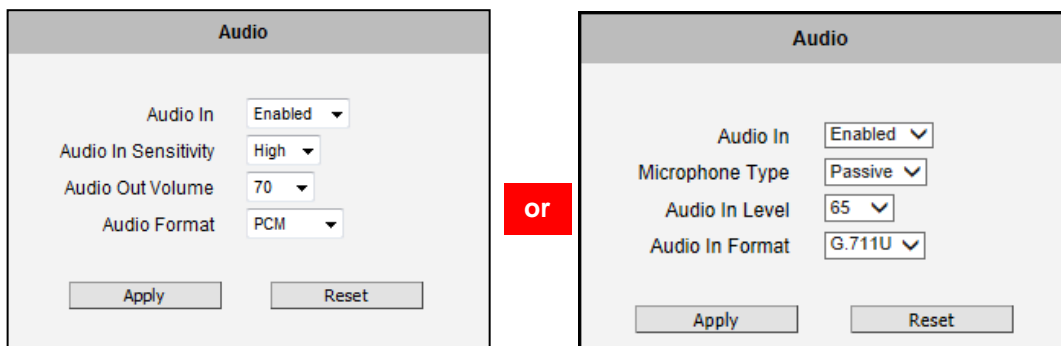 Audio
Audio In Enabled
Audio In Sensitivity High
Audio Out Volume 70
Audio Format PCM
Apply Reset
or
Audio
Audio In Enabled
Microphone Type Passive
Audio In Level 65
Audio In Format G.711U
Apply Reset